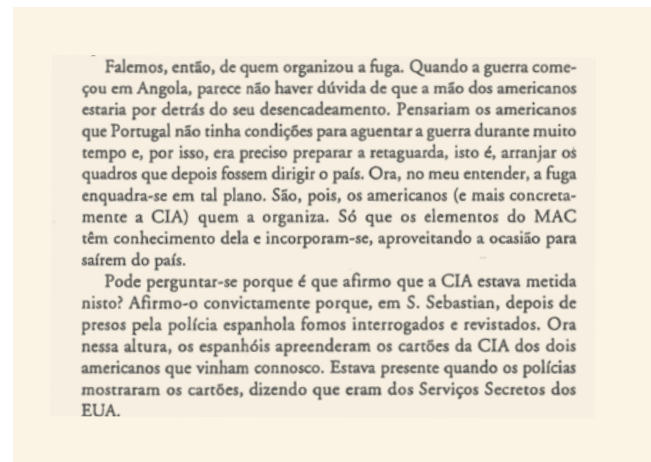 Falemos, então, de quem organizou a fuga. Quando a guerra come-
çou em Angola, parece não haver dúvida de que a mão dos americanos
estaria por detrás do seu desencadeamento. Pensariam os americanos
que Portugal não tinha condições para aguentar a guerra durante muito
tempo e, por isso, era preciso preparar a retaguarda, isto é, arranjar os
quadros que depois fossem dirigir o país. Ora, no meu entender, a fuga
enquadra-se em tal plano. São, pois, os americanos (e mais concreta-
mente a CIA) quem a organiza. Só que os elementos do MAC
têm conhecimento dela e incorporam-se, aproveitando a ocasião para
saírem do país.
Pode perguntar-se porque é que afirmo que a CIA estava metida
nisto? Afirmo-o convictamente porque, em S. Sebastian, depois de
presos pela polícia espanhola fomos interrogados e revistados. Ora
nessa altura, os espanhóis apreenderam os cartões da CIA dos dois
americanos que vinham connosco. Estava presente quando os polícias
mostraram os cartões, dizendo que eram dos Serviços Secretos dos
EUA.